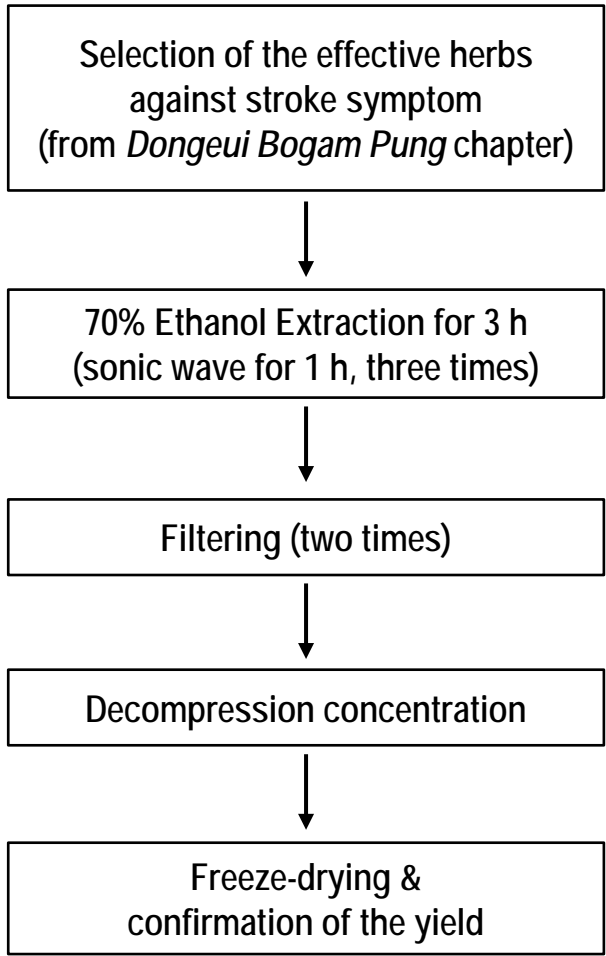 Selection of the effective herbs
against stroke symptom
(from Dongeui Bogam Pung chapter)
70% Ethanol Extraction for 3 h
(sonic wave for 1 h, three times)
Filtering (two times)
Decompression concentration
Freeze-drying &
confirmation of the yield